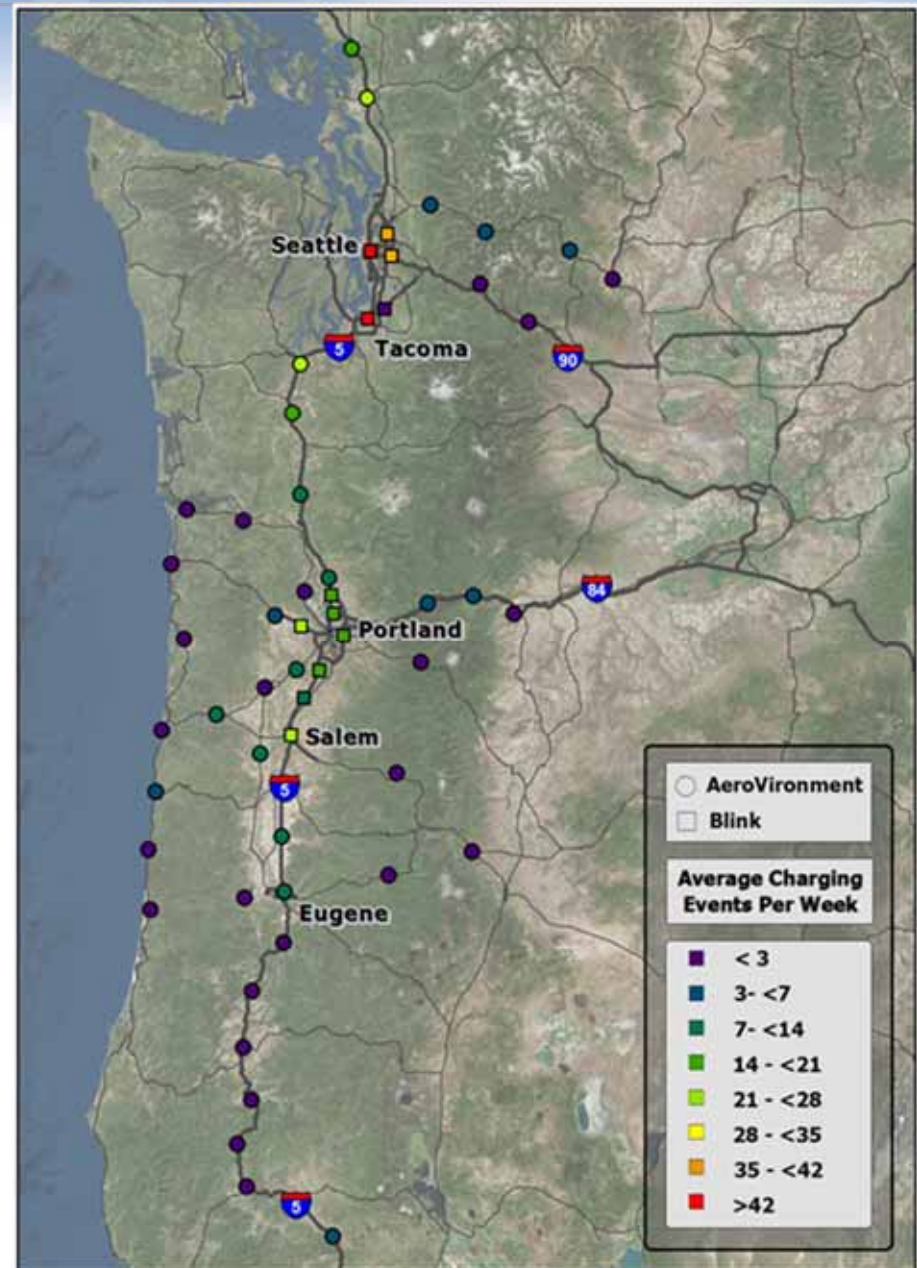 Seattle
Tacoma
5
90
84
Portland
Salem
5
Eugene
5
AeroVironment
Blink
Average Charging
Events Per Week
< 3
3- <7
7- <14
14 - <21
21 - <28
28 - <35
35 - <42
>42